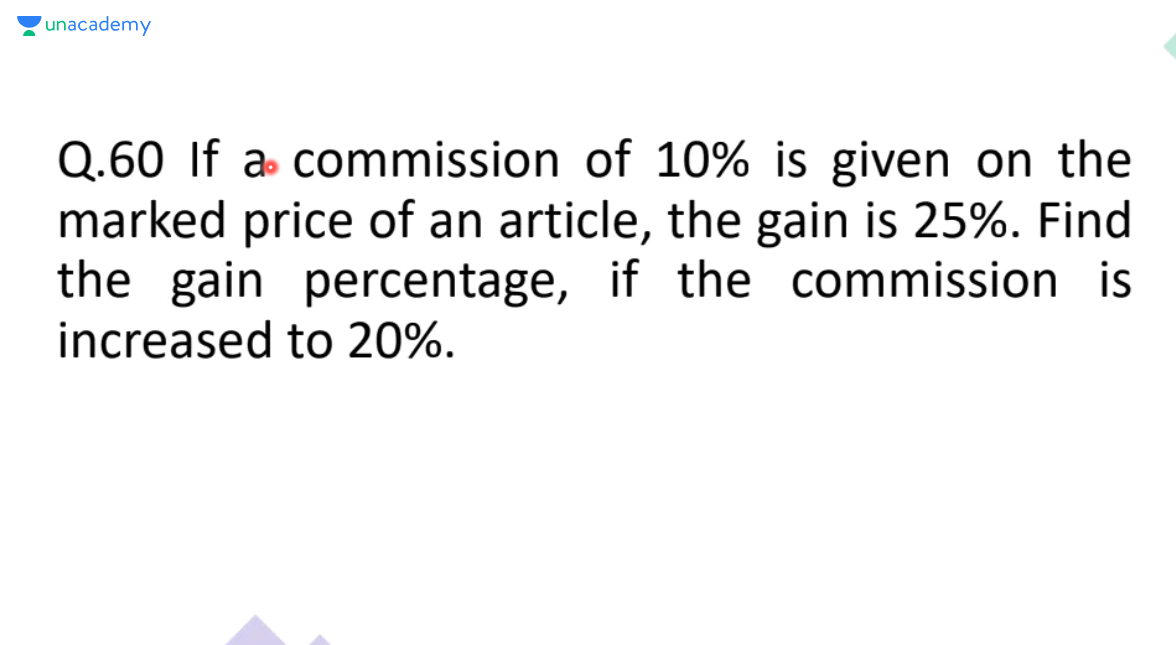 unacademy
Q.60 If a commission of 10% is given on the
marked price of an article, the gain is 25%. Find
the gain percentage, if the commission is
increased to 20%.